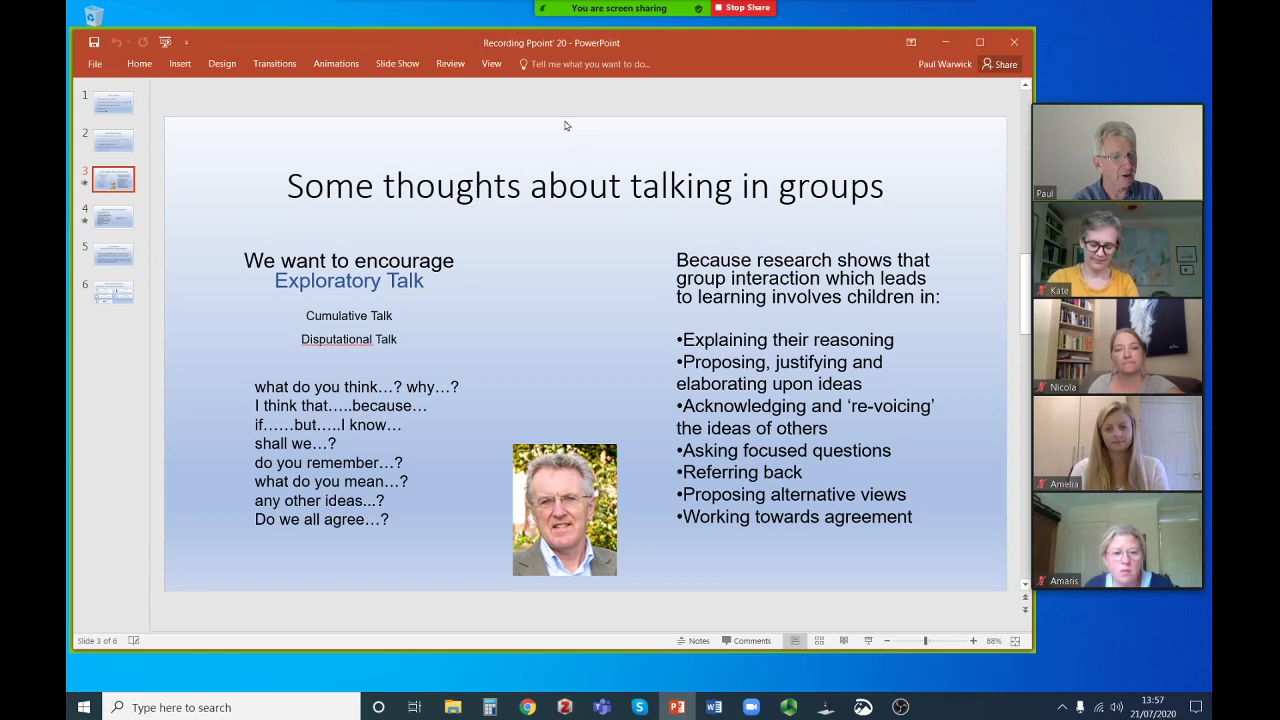 You are screen sharing
Stop Share
Recording Ppoint' 20 - PowerPoint
File Home Insert Design Transitions Animations Slide Show Review View Tell me what you want to do...
Paul Warwick Share
1
2
3
4
5
6
Some thoughts about talking in groups
We want to encourage
Exploratory Talk
Cumulative Talk
Disputational Talk
what do you think…? why…?
I think that…..because…
if……but…..I know…
shall we…?
do you remember…?
what do you mean…?
any other ideas...?
Do we all agree…?
Because research shows that
group interaction which leads
to learning involves children in:
•Explaining their reasoning
•Proposing, justifying and
elaborating upon ideas
•Acknowledging and ‘re-voicing’
the ideas of others
•Asking focused questions
•Referring back
•Proposing alternative views
•Working towards agreement
Paul
Kate
Nicola
Amelia
Amaris
Slide 3 of 6
Notes Comments 88%
Type here to search
13:57
21/07/2020